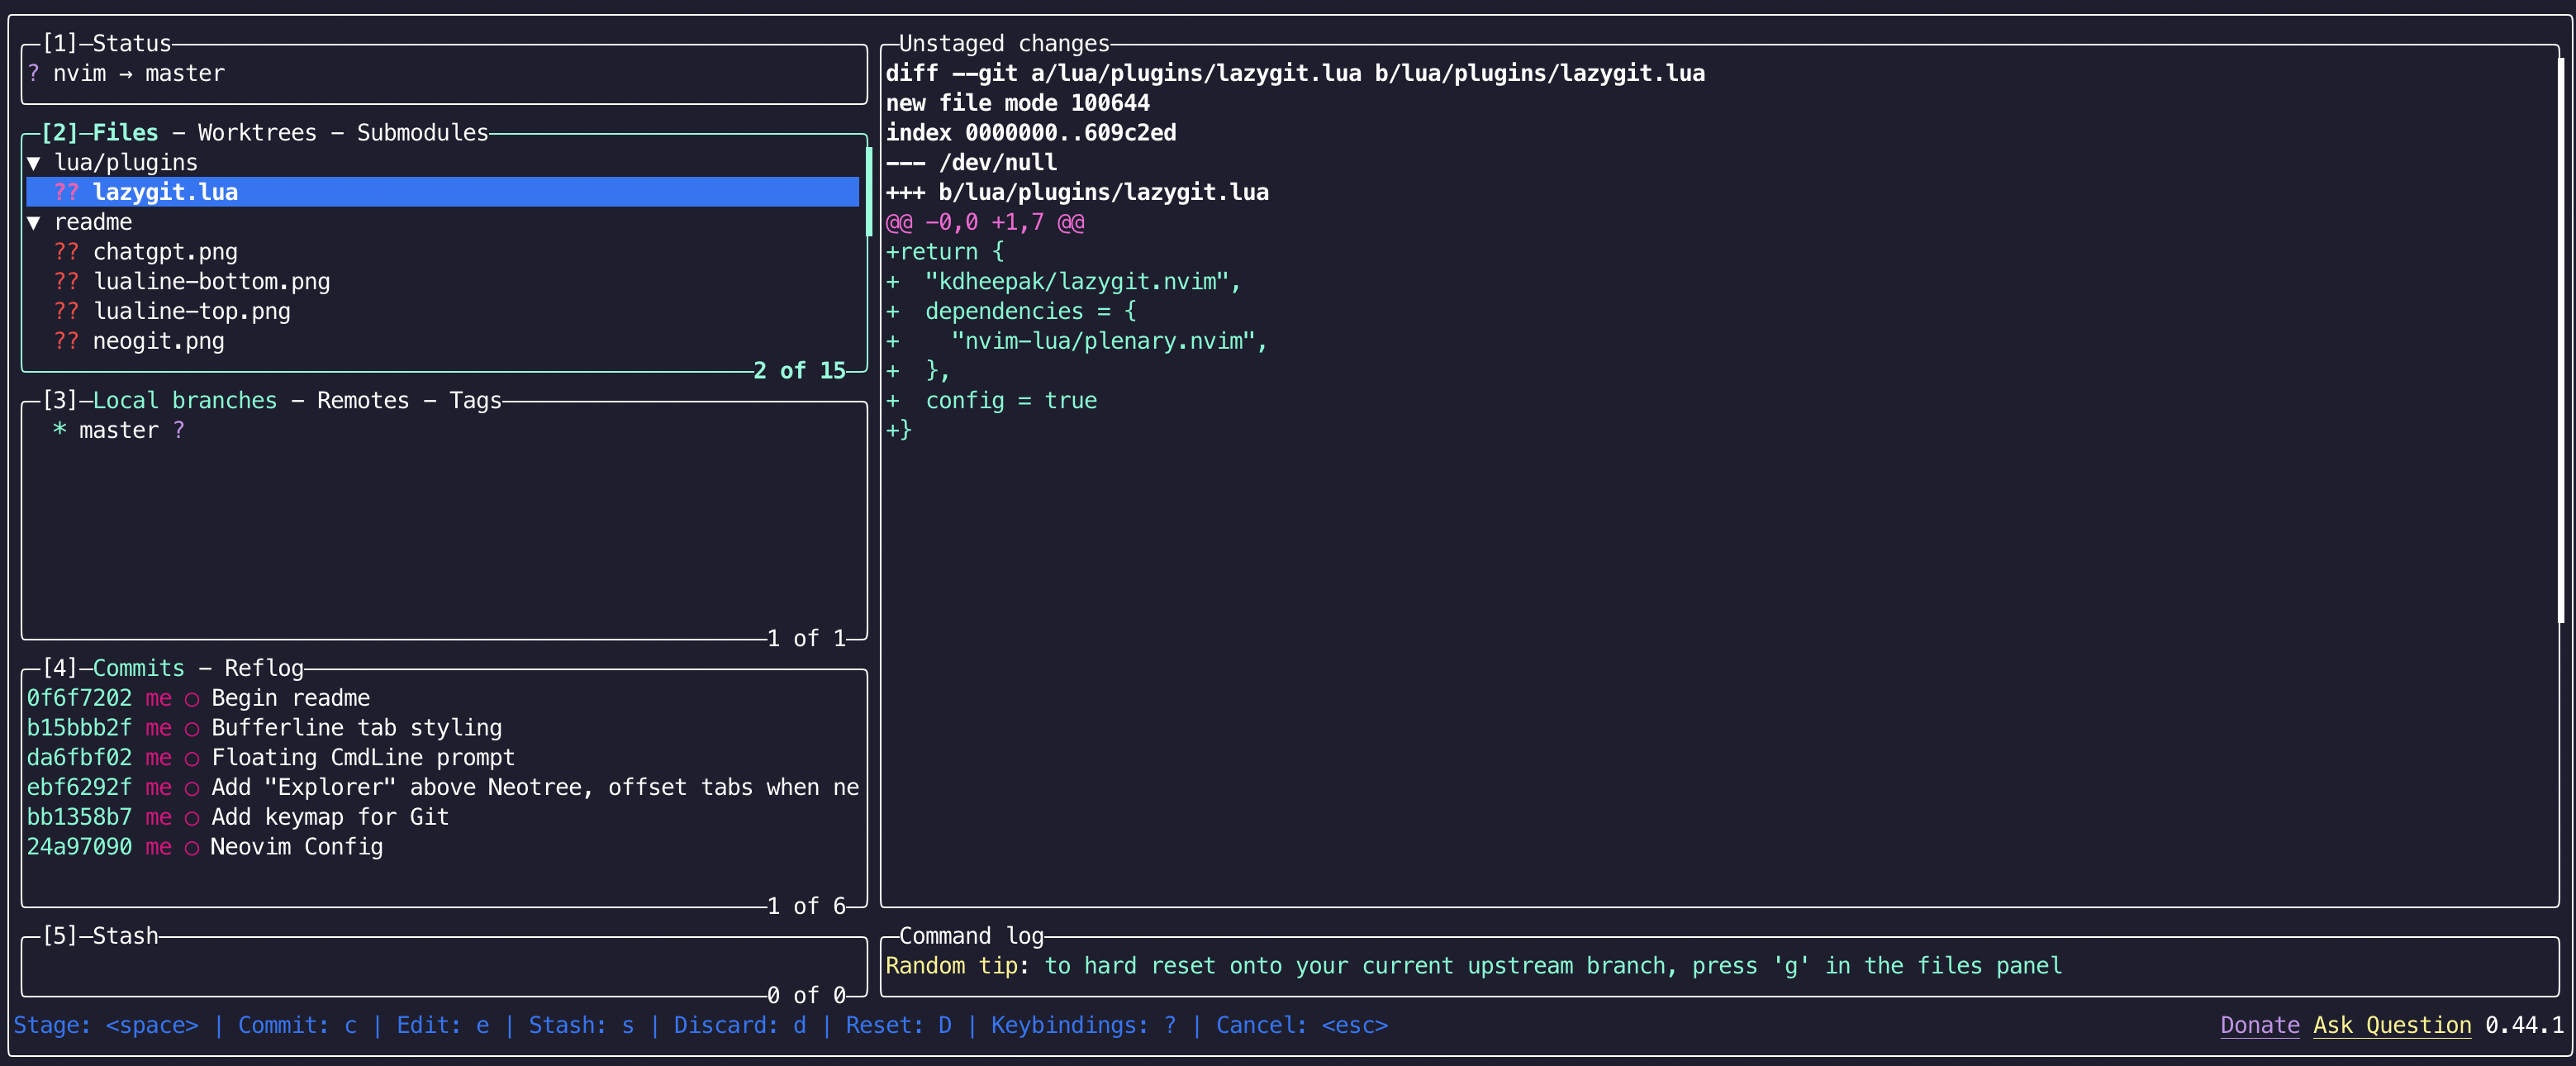 [1]—Status
? nvim → master
[2]—Files – Worktrees – Submodules
▼ lua/plugins
?? lazygit.lua
▼ readme
?? chatgpt.png
?? lualine-bottom.png
?? lualine-top.png
?? neogit.png
2 of 15
[3]—Local branches – Remotes – Tags
* master ?
1 of 1
[4]—Commits – Reflog
0f6f7202 me ○ Begin readme
b15bbb2f me ○ Bufferline tab styling
da6fbf02 me ○ Floating CmdLine prompt
ebf6292f me ○ Add "Explorer" above Neotree, offset tabs when ne
bb1358b7 me ○ Add keymap for Git
24a97090 me ○ Neovim Config
1 of 6
[5]—Stash
0 of 0
Unstaged changes
diff --git a/lua/plugins/lazygit.lua b/lua/plugins/lazygit.lua
new file mode 100644
index 0000000..609c2ed
--- /dev/null
+++ b/lua/plugins/lazygit.lua
@@ -0,0 +1,7 @@
+return {
+  "kdheepak/lazygit.nvim",
+  dependencies = {
+    "nvim-lua/plenary.nvim",
+  },
+  config = true
+}
Command log
Random tip: to hard reset onto your current upstream branch, press 'g' in the files panel
Stage: <space> | Commit: c | Edit: e | Stash: s | Discard: d | Reset: D | Keybindings: ? | Cancel: <esc>
Donate Ask Question 0.44.1